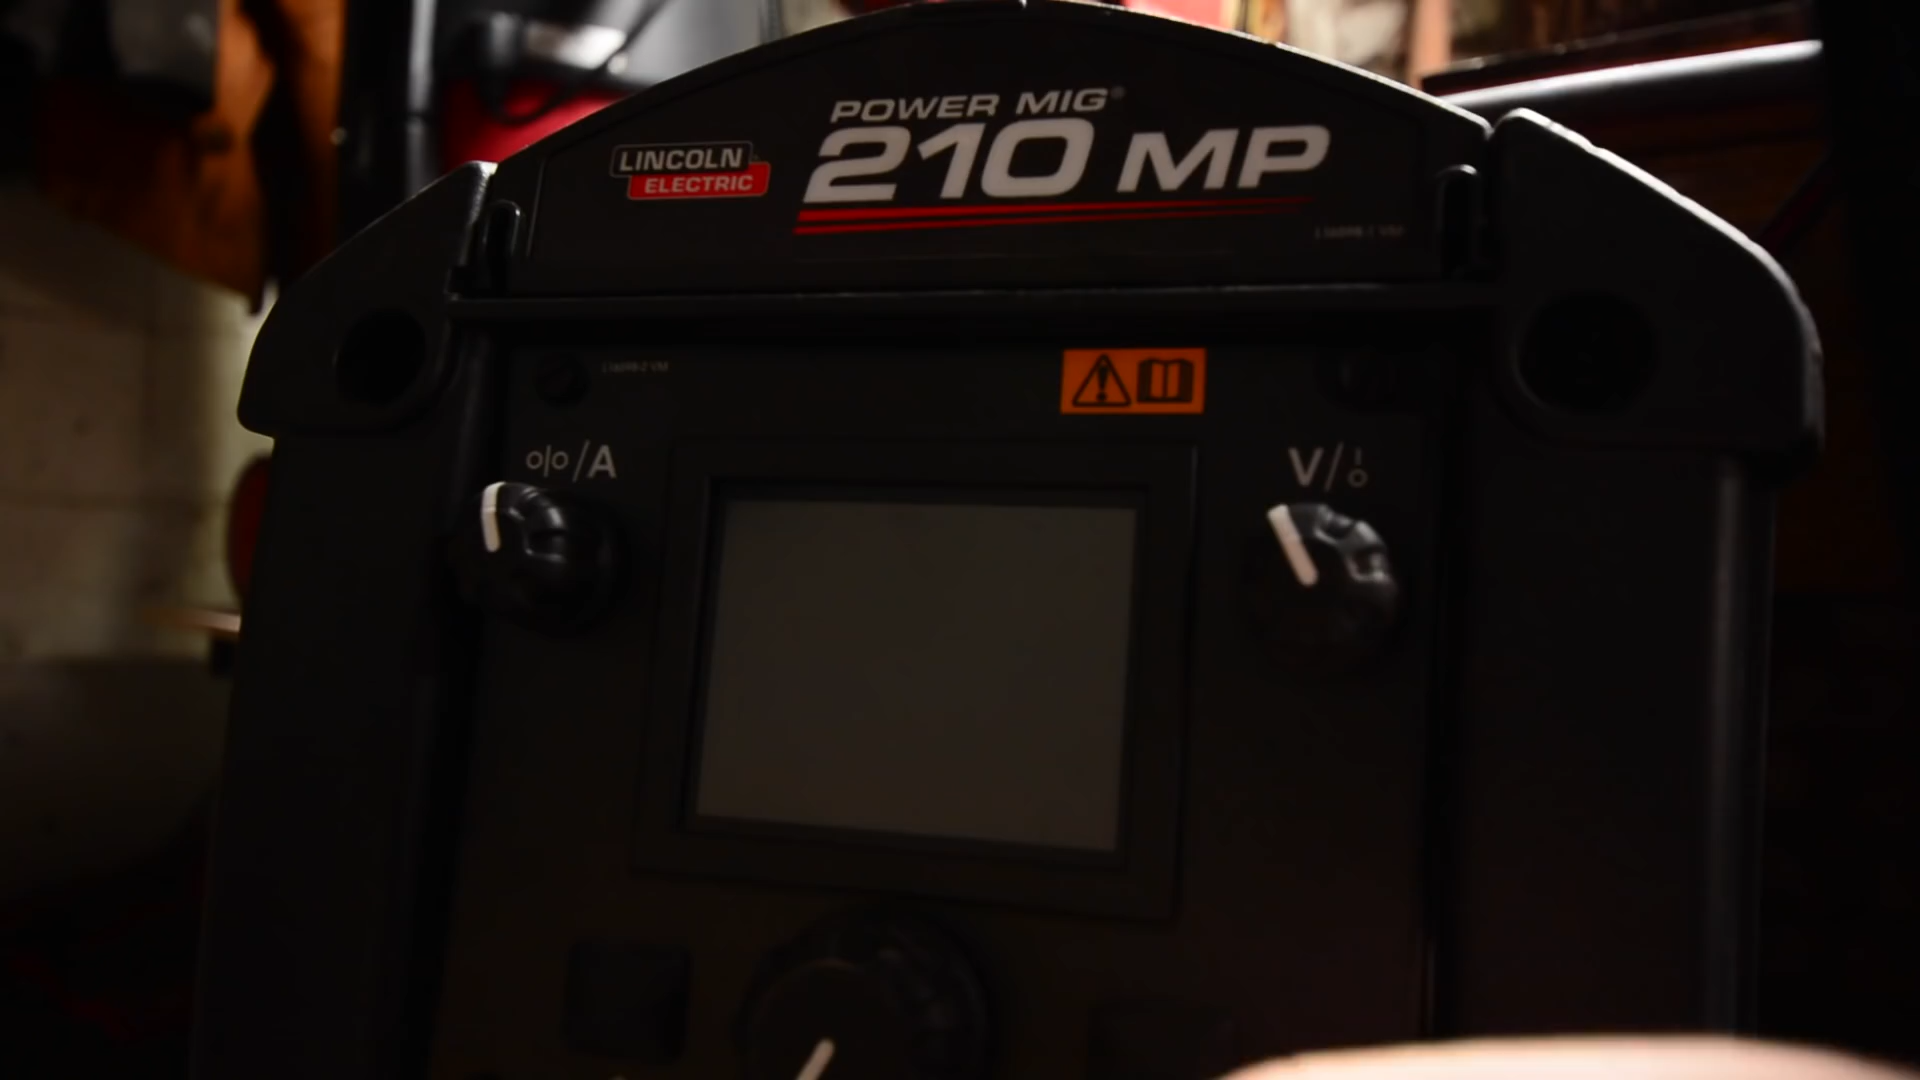 POWER MIG®
210 MP
LINCOLN
ELECTRIC
/A
V/